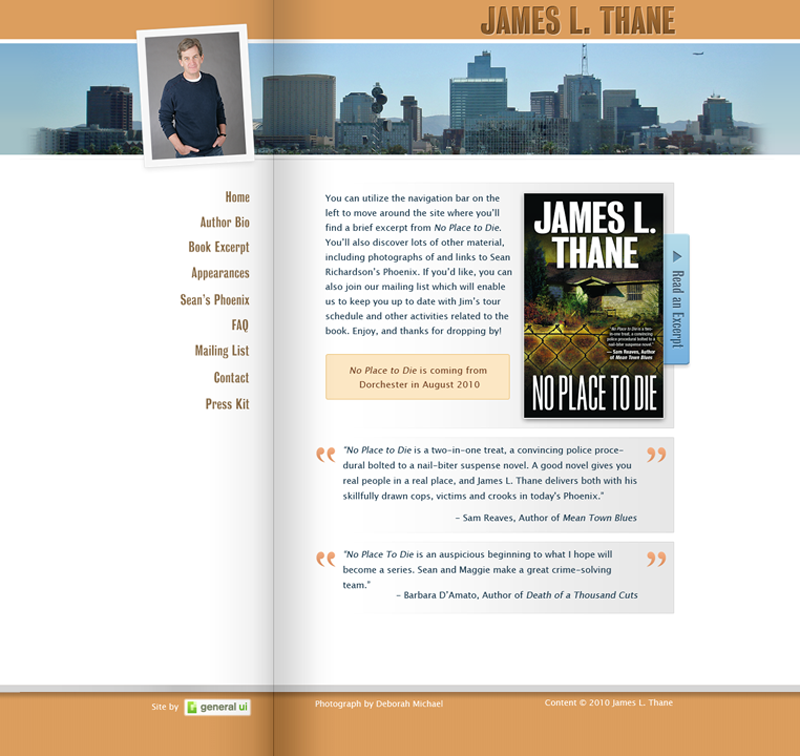 JAMES L. THANE
Home
Author Bio
Book Excerpt
Appearances
Sean's Phoenix
FAQ
Mailing List
Contact
Press Kit
You can utilize the navigation bar on the
left to move around the site where you'll
find a brief excerpt from No Place to Die.
You'll also discover lots of other material,
including photographs of and links to Sean
Richardson's Phoenix. If you'd like, you can
also join our mailing list which will enable
us to keep you up to date with Jim's tour
schedule and other activities related to the
book. Enjoy, and thanks for dropping by!
No Place to Die is coming from
Dorchester in August 2010
JAMES L.
THANE
"No Place to Die is a two-
in-one treat, a convincing
police procedural bolted to a
nail-biter suspense novel."
— Sam Reaves, Author
of Mean Town Blues
NO PLACE TO DIE
Read an Excerpt
“No Place to Die is a two-in-one treat, a convincing police proce-
dural bolted to a nail-biter suspense novel. A good novel gives you
real people in a real place, and James L. Thane delivers both with his
skillfully drawn cops, victims and crooks in today's Phoenix.”
– Sam Reaves, Author of Mean Town Blues
“No Place To Die is an auspicious beginning to what I hope will
become a series. Sean and Maggie make a great crime-solving
team.”
– Barbara D'Amato, Author of Death of a Thousand Cuts
Site by general ui
Photograph by Deborah Michael
Content © 2010 James L. Thane